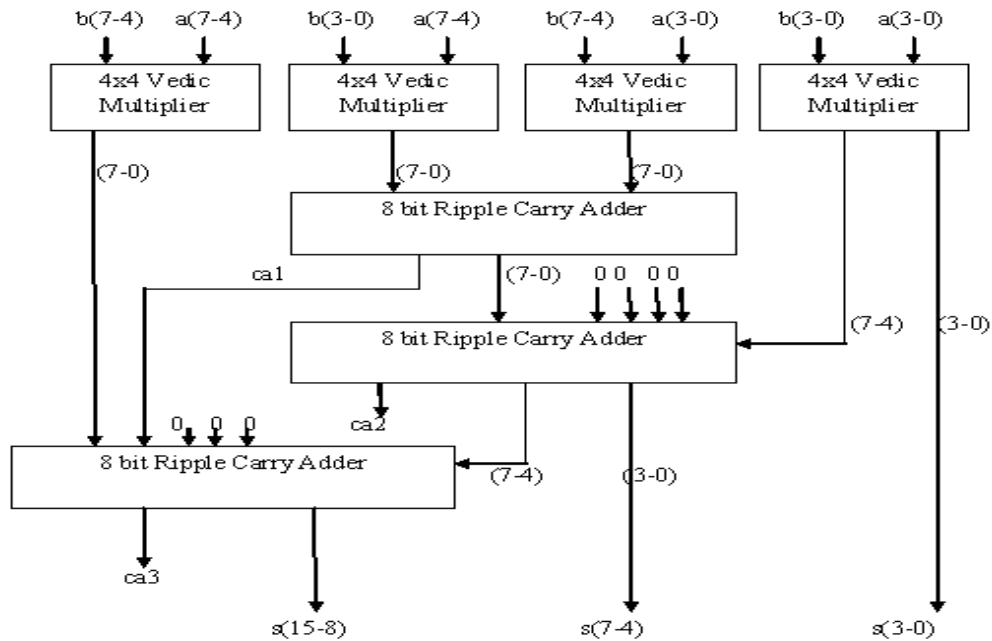 b(7-4) a(7-4) b(3-0) a(7-4) b(7-4) a(3-0) b(3-0) a(3-0)
4x4 Vedic
Multiplier
4x4 Vedic
Multiplier
4x4 Vedic
Multiplier
4x4 Vedic
Multiplier
(7-0) (7-0) (7-0)
8 bit Ripple Carry Adder
ca1 (7-0) 0 0 0 0
(7-4) (3-0)
8 bit Ripple Carry Adder
ca2
0 0 0
8 bit Ripple Carry Adder
(7-4) (3-0)
ca3
s(15-8) s(7-4) s(3-0)